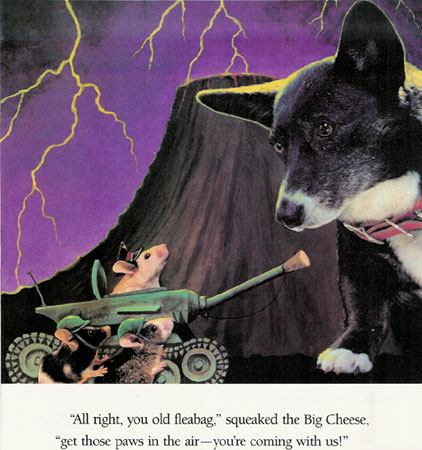 "All right, you old fleabag," squeaked the Big Cheese,
"get those paws in the air—you're coming with us!"